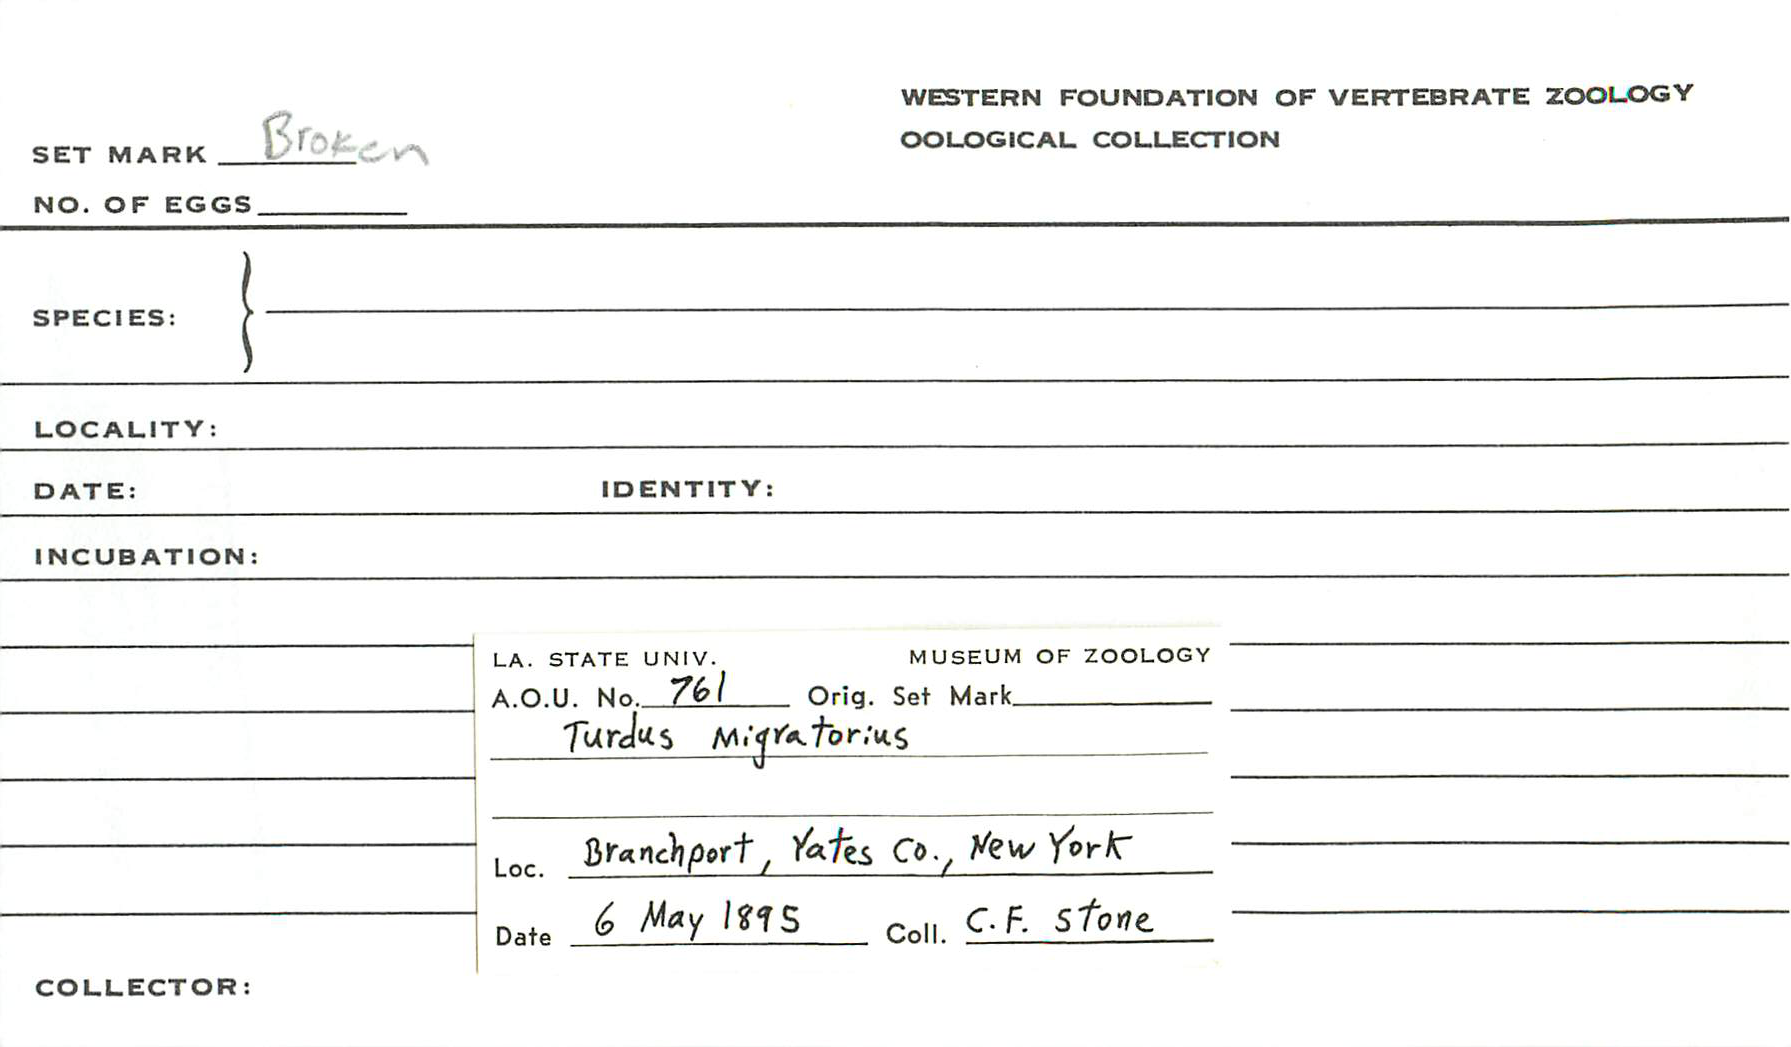 WESTERN FOUNDATION OF VERTEBRATE ZOOLOGY
OOLOGICAL COLLECTION
SET MARK Broken
NO. OF EGGS
SPECIES:
LOCALITY:
DATE: IDENTITY:
INCUBATION:
LA. STATE UNIV. MUSEUM OF ZOOLOGY
A.O.U. No. 761 Orig. Set Mark
Turdus Migratorius
Loc. Branchport, Yates Co., New York
Date 6 May 1895 Coll. C.F. Stone
COLLECTOR: